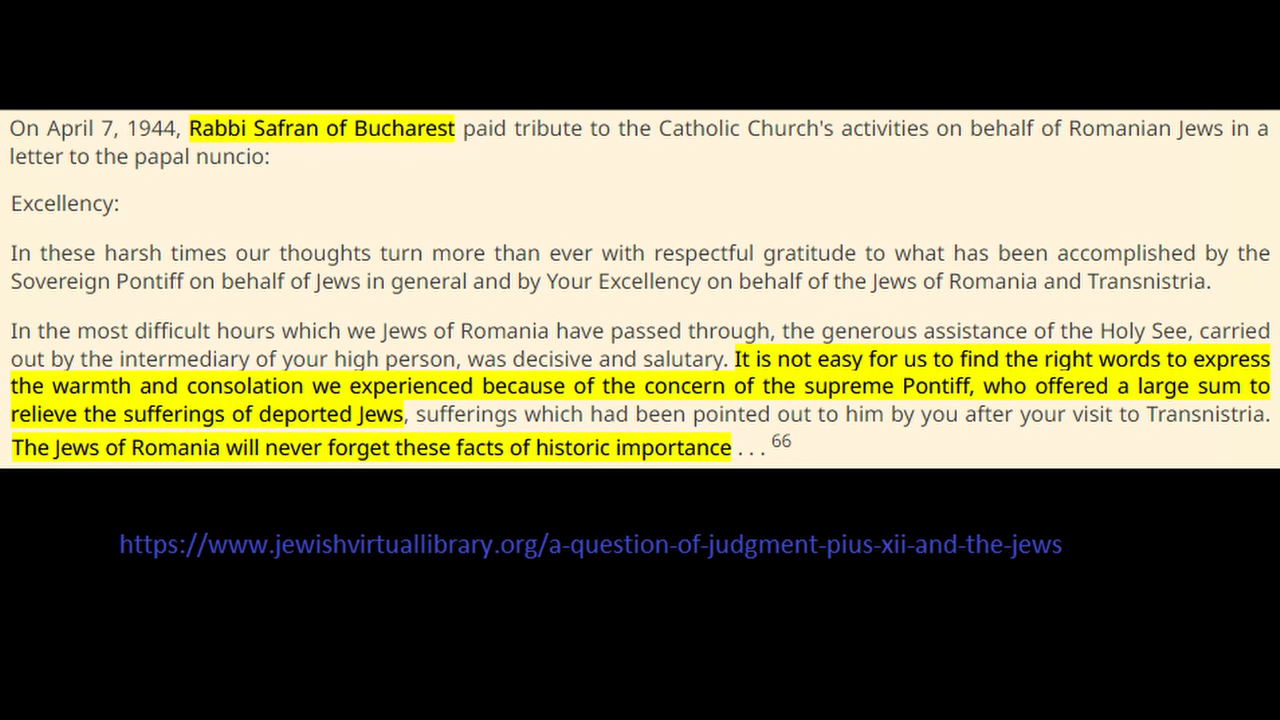 On April 7, 1944, Rabbi Safran of Bucharest paid tribute to the Catholic Church's activities on behalf of Romanian Jews in a
letter to the papal nuncio:
Excellency:
In these harsh times our thoughts turn more than ever with respectful gratitude to what has been accomplished by the
Sovereign Pontiff on behalf of Jews in general and by Your Excellency on behalf of the Jews of Romania and Transnistria.
In the most difficult hours which we Jews of Romania have passed through, the generous assistance of the Holy See, carried
out by the intermediary of your high person, was decisive and salutary. It is not easy for us to find the right words to express
the warmth and consolation we experienced because of the concern of the supreme Pontiff, who offered a large sum to
relieve the sufferings of deported Jews, sufferings which had been pointed out to him by you after your visit to Transnistria.
The Jews of Romania will never forget these facts of historic importance . . . 66
https://www.jewishvirtuallibrary.org/a-question-of-judgment-pius-xii-and-the-jews